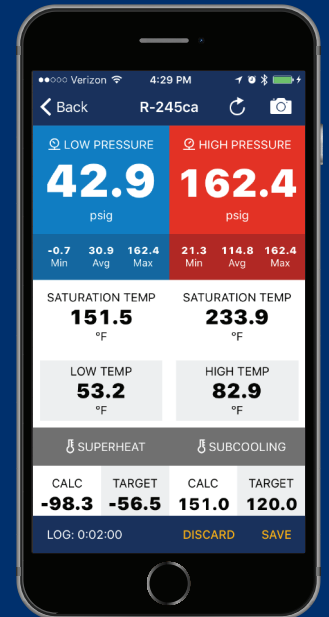 Verizon 4:29 PM
Back R-245ca
LOW PRESSURE HIGH PRESSURE
42.9 162.4
psig psig
-0.7 30.9 162.4 21.3 114.8 162.4
Min Avg Max Min Avg Max
SATURATION TEMP SATURATION TEMP
151.5 233.9
°F °F
LOW TEMP HIGH TEMP
53.2 82.9
°F °F
SUPERHEAT SUBCOOLING
CALC TARGET CALC TARGET
-98.3 -56.5 151.0 120.0
LOG: 0:02:00 DISCARD SAVE